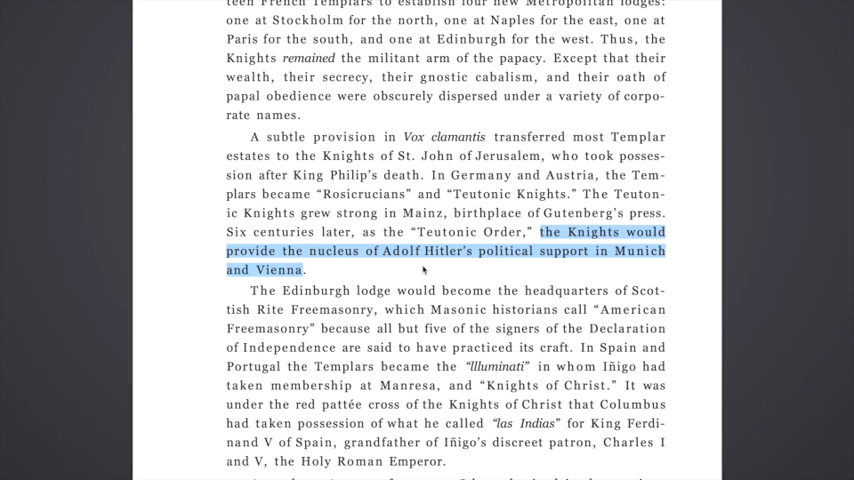 teen French Templars to establish four new Metropolitan lodges:
one at Stockholm for the north, one at Naples for the east, one at
Paris for the south, and one at Edinburgh for the west. Thus, the
Knights remained the militant arm of the papacy. Except that their
wealth, their secrecy, their gnostic cabalism, and their oath of
papal obedience were obscurely dispersed under a variety of corpo-
rate names.
A subtle provision in Vox clamantis transferred most Templar
estates to the Knights of St. John of Jerusalem, who took posses-
sion after King Philip's death. In Germany and Austria, the Tem-
plars became “Rosicrucians” and “Teutonic Knights.” The Teuton-
ic Knights grew strong in Mainz, birthplace of Gutenberg's press.
Six centuries later, as the “Teutonic Order,” the Knights would
provide the nucleus of Adolf Hitler's political support in Munich
and Vienna.
The Edinburgh lodge would become the headquarters of Scot-
tish Rite Freemasonry, which Masonic historians call “American
Freemasonry” because all but five of the signers of the Declaration
of Independence are said to have practiced its craft. In Spain and
Portugal the Templars became the “llluminati” in whom Iñigo had
taken membership at Manresa, and “Knights of Christ.” It was
under the red pattée cross of the Knights of Christ that Columbus
had taken possession of what he called “las Indias” for King Ferdi-
nand V of Spain, grandfather of Iñigo's discreet patron, Charles I
and V, the Holy Roman Emperor.